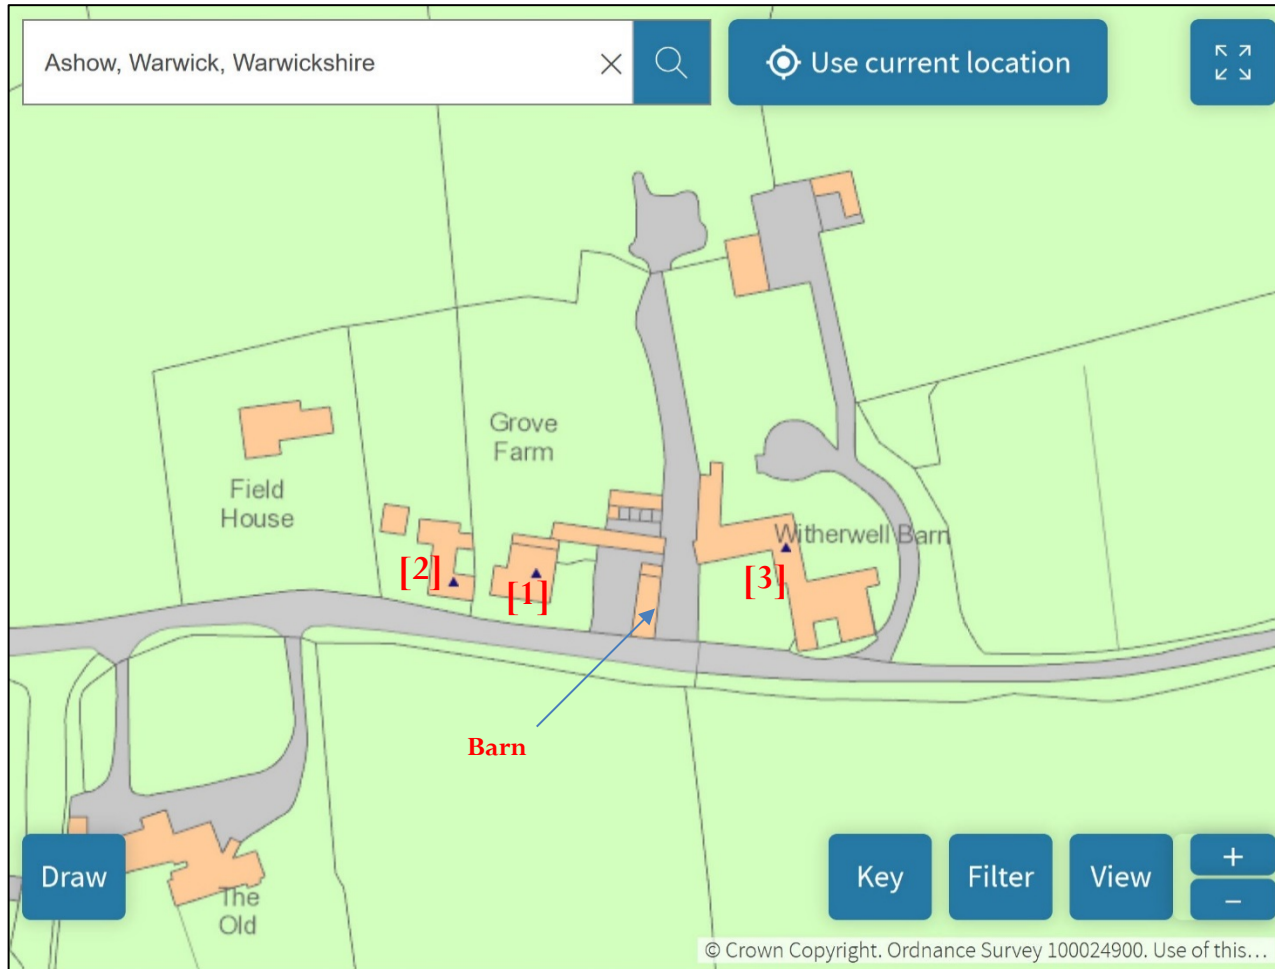 Ashow, Warwick, Warwickshire
Use current location
Grove
Farm
Field
House
Witherwell Barn
[2]
[1]
[3]
Barn
The
Old
Draw
Key
Filter
View
+
−
© Crown Copyright. Ordnance Survey 100024900. Use of this…